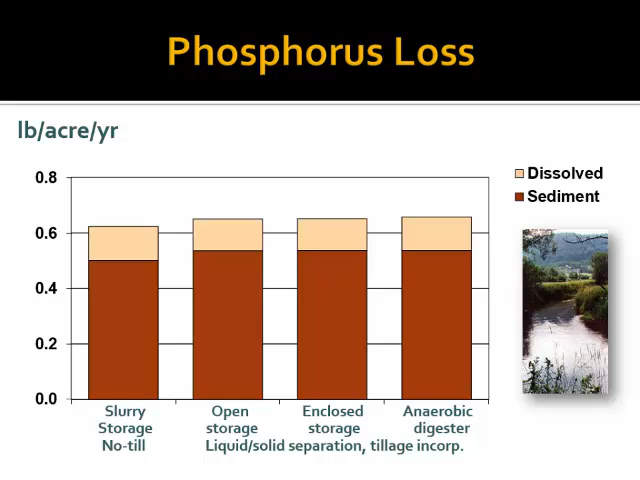 Phosphorus Loss
lb/acre/yr
0.8
0.6
0.4
0.2
0.0
Dissolved
Sediment
Slurry Storage No-till
Open storage
Enclosed storage
Anaerobic digester
Liquid/solid separation, tillage incorp.